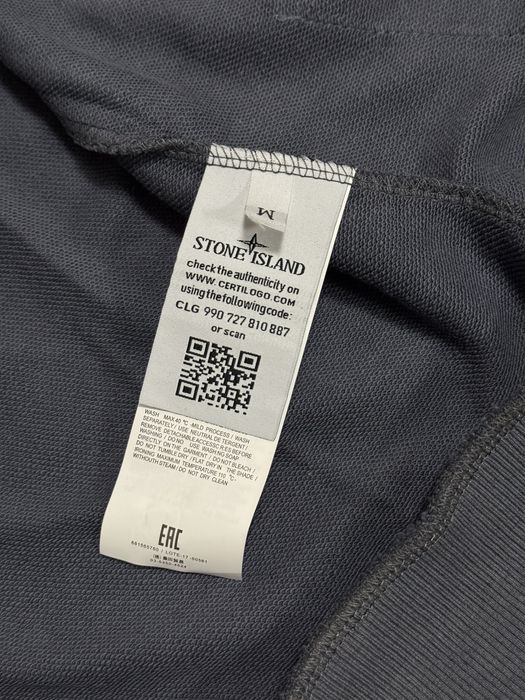 M
STONE ISLAND
check the authenticity on
WWW.CERTILOGO.COM
using the following code:
CLG 990 727 810 887
or scan
WASH MAX 40 °C -MILD PROCESS / WASH
SEPARATELY / USE NEUTRAL DETERGENT /
REMOVE DETACHABLE ACCESSORIES BEFORE
WASHING / DO NO USE WASHING SOAP
DIRECTLY ON THE GARMENT / DO NOT BLEACH /
DO NOT TUMBLE DRY / FLAT DRY IN THE SHADE /
IRONING MAXIMUM TEMPERATURE 110 °C-
WITHOUTH STEAM / DO NOT DRY CLEAN
EAC